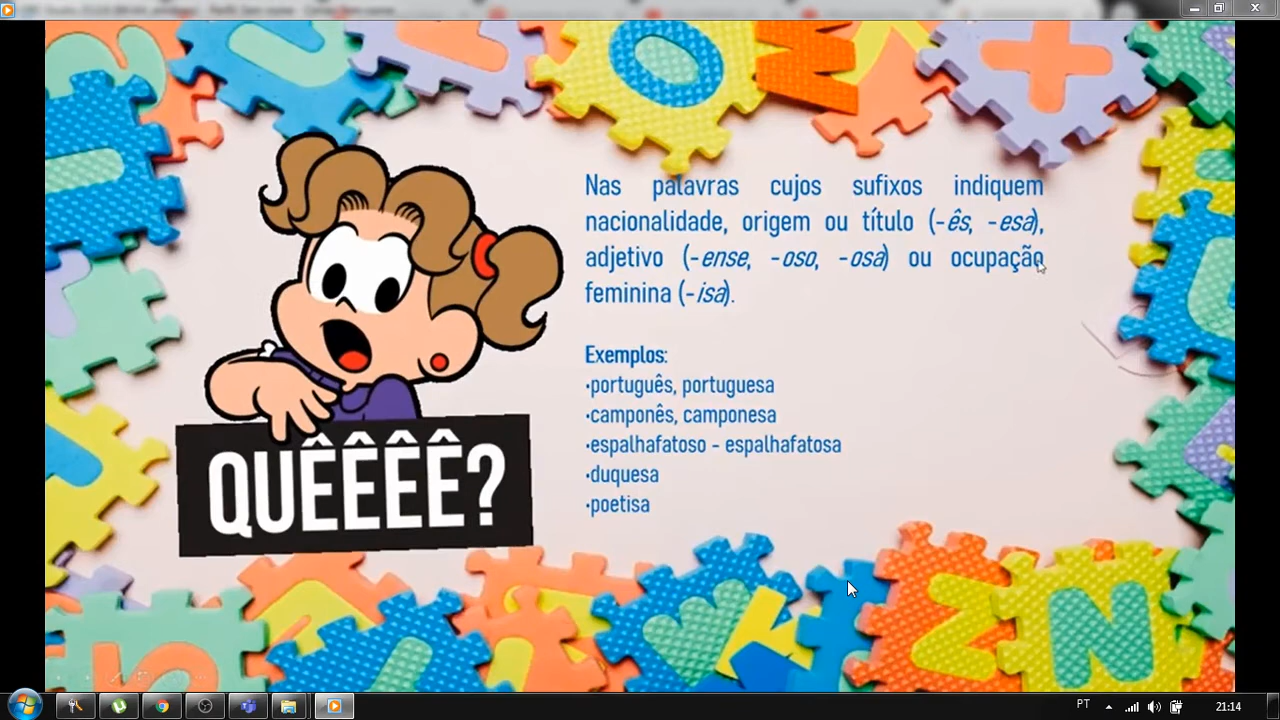 Nas palavras cujos sufixos indiquem
nacionalidade, origem ou título (-ês, -esa),
adjetivo (-ense, -oso, -osa) ou ocupação
feminina (-isa).
Exemplos:
•português, portuguesa
•camponês, camponesa
•espalhafatoso - espalhafatosa
•duquesa
•poetisa
QUÊÊÊÊ?
PT
21:14